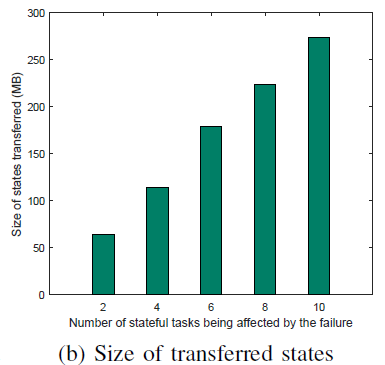 300
250
200
150
100
50
0
Size of states transferred (MB)
2 4 6 8 10
Number of stateful tasks being affected by the failure
(b) Size of transferred states